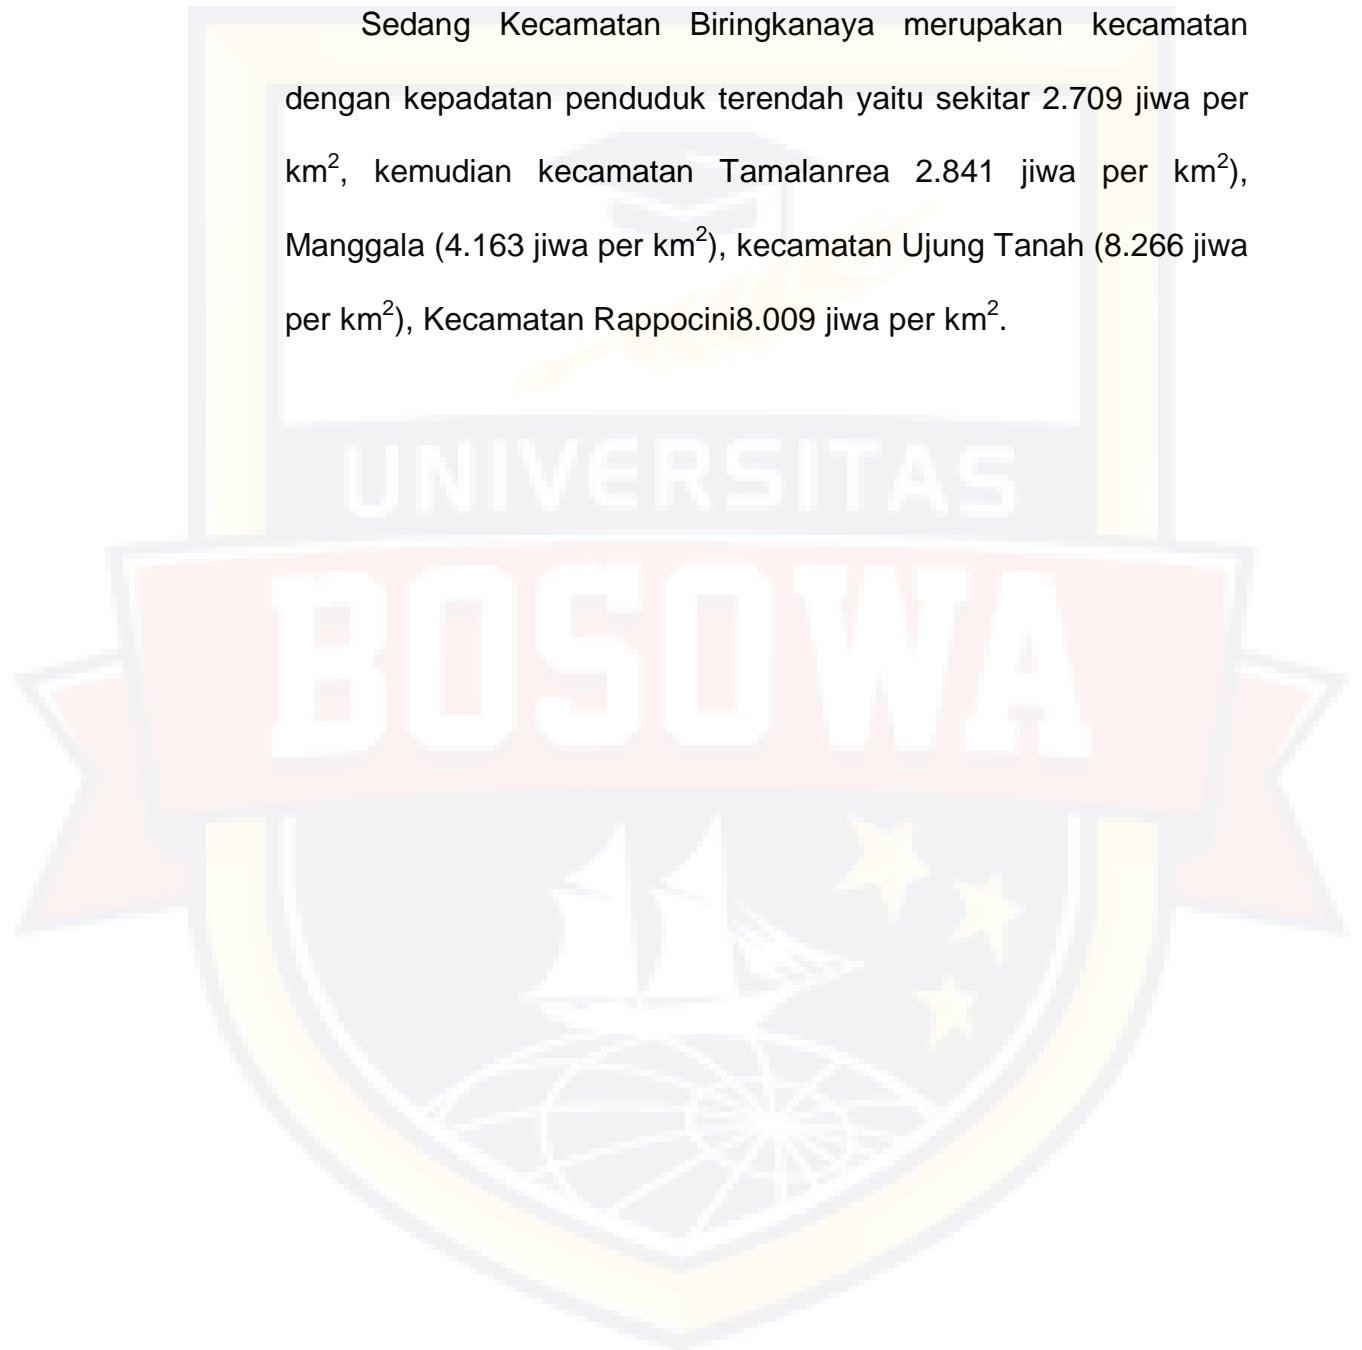 Sedang Kecamatan Biringkanaya merupakan kecamatan
dengan kepadatan penduduk terendah yaitu sekitar 2.709 jiwa per
km², kemudian kecamatan Tamalanrea 2.841 jiwa per km²),
Manggala (4.163 jiwa per km²), kecamatan Ujung Tanah (8.266 jiwa
per km²), Kecamatan Rappocini8.009 jiwa per km².
UNIVERSITAS
BOSOWA